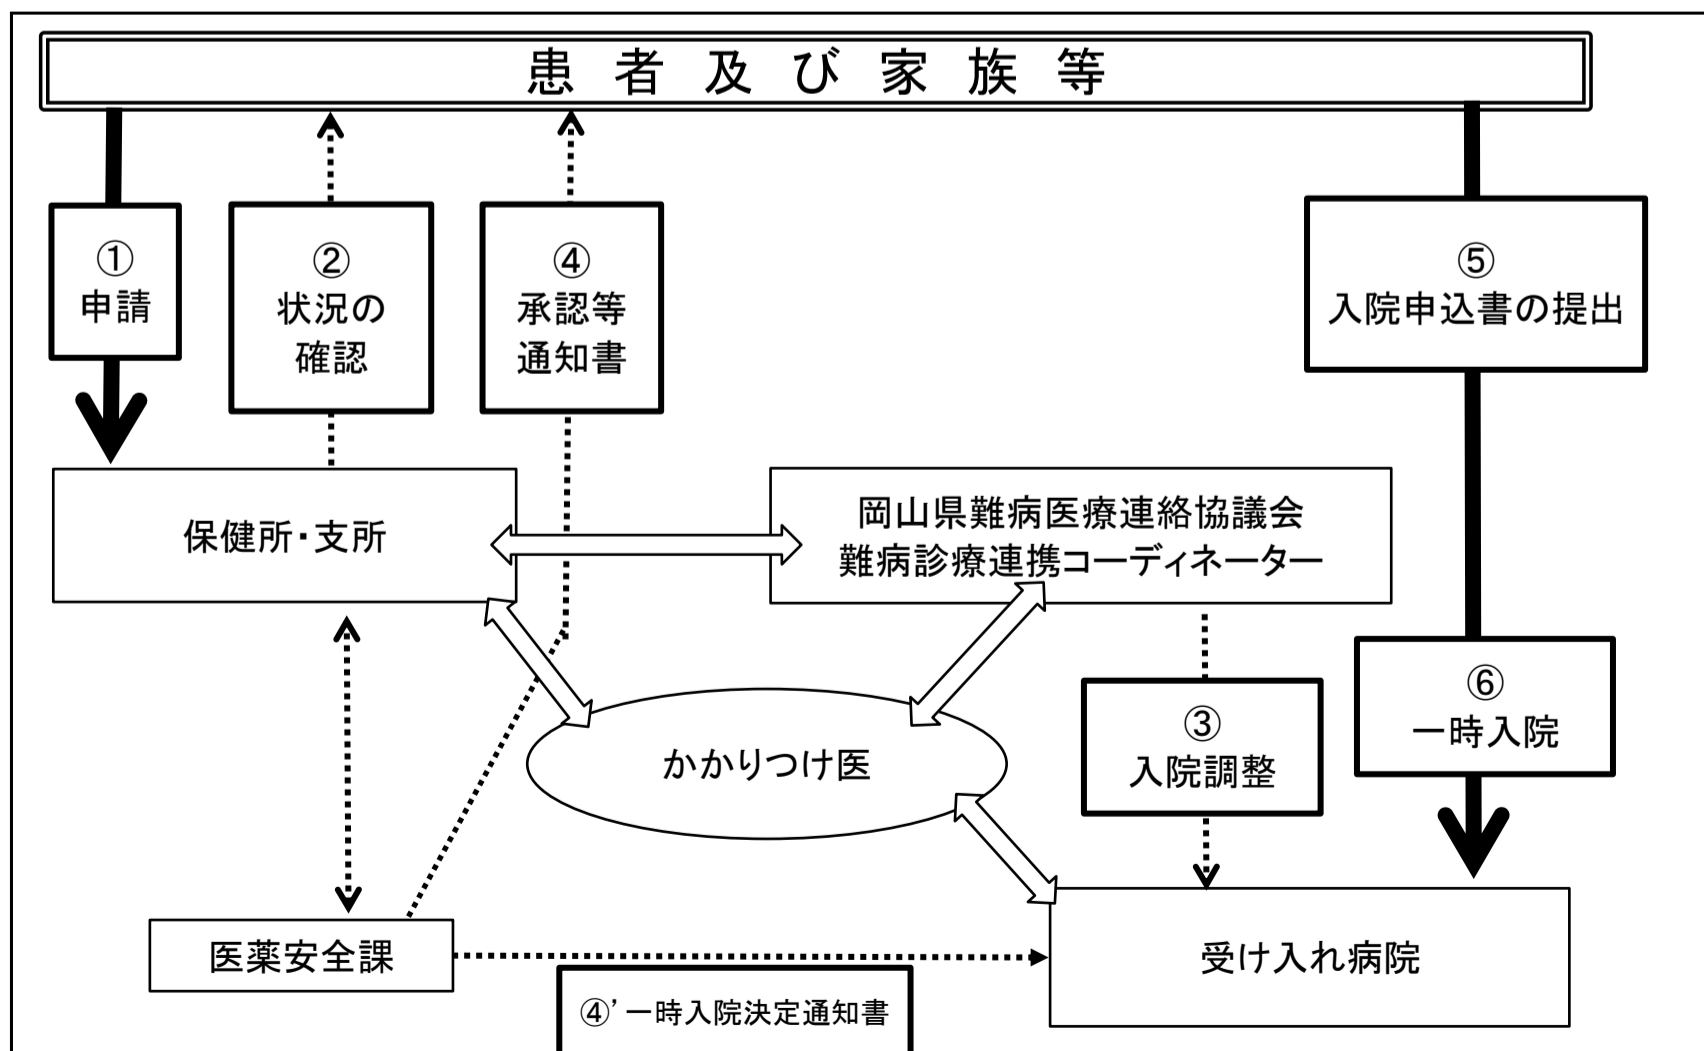 患者及び家族等
①
申請
②
状況の
確認
④
承認等
通知書
⑤
入院申込書の提出
保健所・支所
岡山県難病医療連絡協議会
難病診療連携コーディネーター
かかりつけ医
③
入院調整
⑥
一時入院
医薬安全課
④’一時入院決定通知書
受け入れ病院